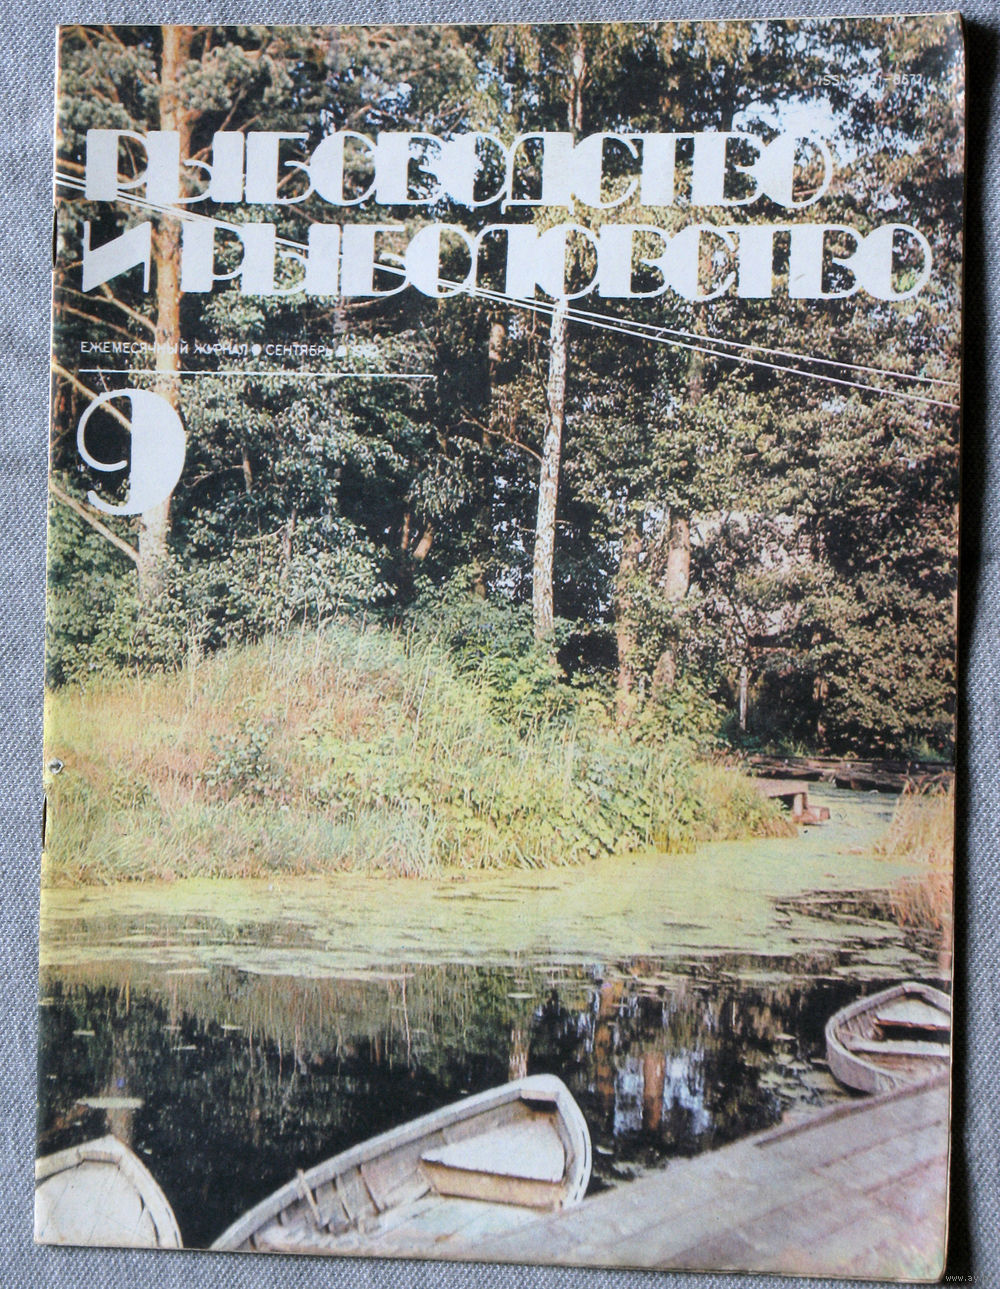 РЫБОВОДСТВО
И РЫБОЛОВСТВО
ЕЖЕМЕСЯЧНЫЙ ЖУРНАЛ ● СЕНТЯБРЬ ●
9